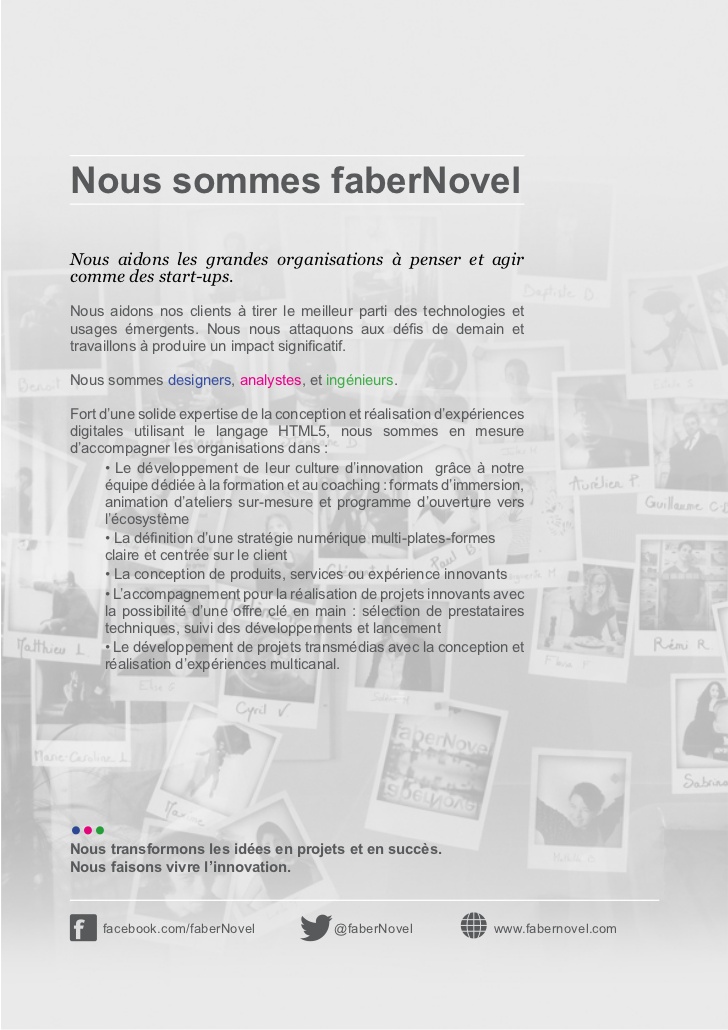 Nous sommes faberNovel
Nous aidons les grandes organisations à penser et agir
comme des start-ups.
Nous aidons nos clients à tirer le meilleur parti des technologies et
usages émergents. Nous nous attaquons aux défis de demain et
travaillons à produire un impact significatif.
Nous sommes designers, analystes, et ingénieurs.
Fort d’une solide expertise de la conception et réalisation d’expériences
digitales utilisant le langage HTML5, nous sommes en mesure
d’accompagner les organisations dans :
• Le développement de leur culture d’innovation grâce à notre
équipe dédiée à la formation et au coaching : formats d’immersion,
animation d’ateliers sur-mesure et programme d’ouverture vers
l’écosystème
• La définition d’une stratégie numérique multi-plates-formes
claire et centrée sur le client
• La conception de produits, services ou expérience innovants
• L’accompagnement pour la réalisation de projets innovants avec
la possibilité d’une offre clé en main : sélection de prestataires
techniques, suivi des développements et lancement
• Le développement de projets transmédias avec la conception et
réalisation d’expériences multicanal.
Baptiste D.
Aurélien P.
Guillaume C-D
Paul B
Matthieu L.
Rémi R
Cyril V
Marie-Caroline L.
Sabrina
Maxime
faberNovel
faberNovel
Nous transformons les idées en projets et en succès.
Nous faisons vivre l’innovation.
facebook.com/faberNovel
@faberNovel
www.fabernovel.com